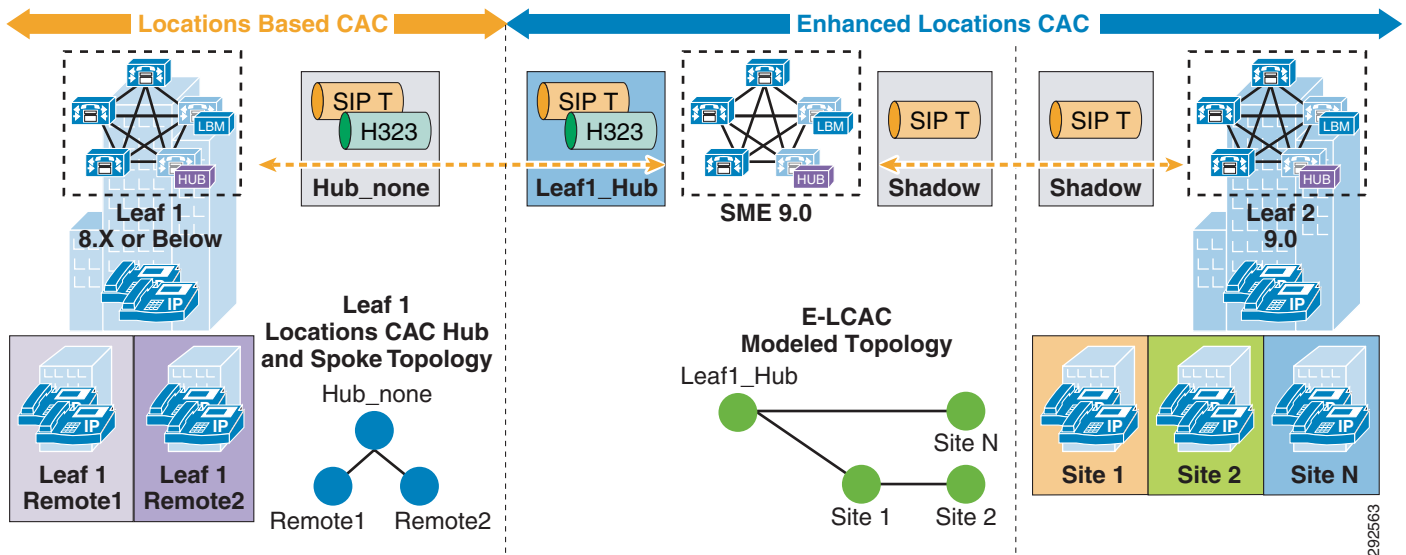 Locations Based CAC
Enhanced Locations CAC
SIP T
H323
Hub_none
SIP T
H323
Leaf1_Hub
LBM
HUB
Leaf 1
8.X or Below
LBM
HUB
SME 9.0
SIP T
Shadow
SIP T
Shadow
LBM
HUB
Leaf 2
9.0
IP
IP
Leaf 1
Locations CAC Hub
and Spoke Topology
Hub_none
Remote1
Remote2
E-LCAC
Modeled Topology
Leaf1_Hub
Site N
Site 1
Site 2
IP
Leaf 1
Remote1
IP
Leaf 1
Remote2
IP
Site 1
IP
Site 2
IP
Site N
292563